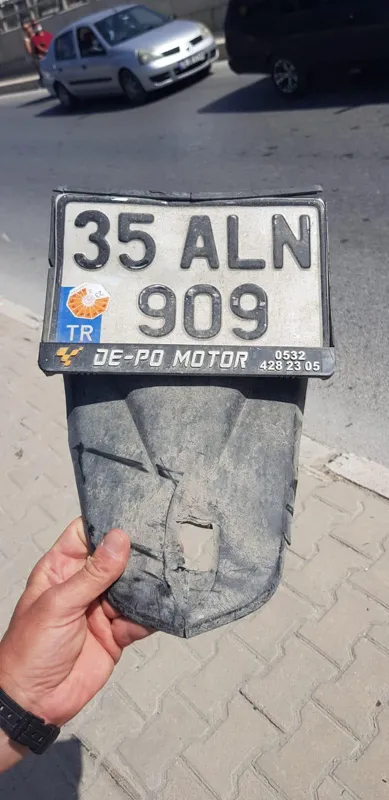 35 ALN
909
TR
DE-PO MOTOR 0532
428 23 05